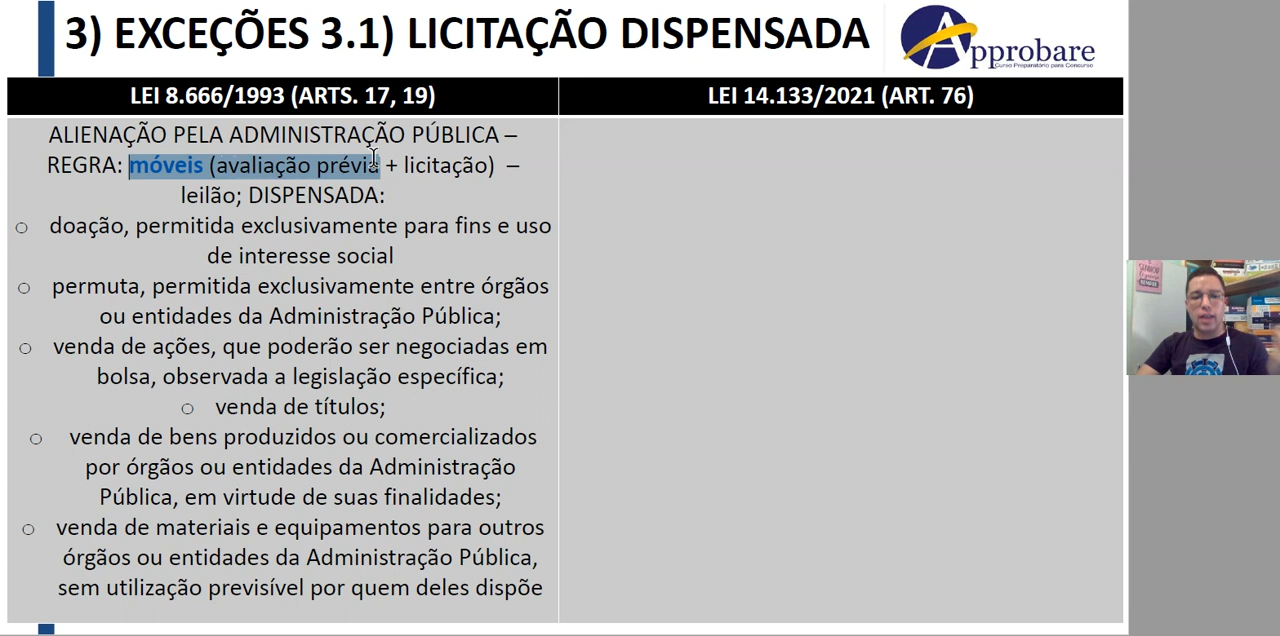 3) EXCEÇÕES 3.1) LICITAÇÃO DISPENSADA
Approbare
Curso Preparatório para Concurso
LEI 8.666/1993 (ARTS. 17, 19)
LEI 14.133/2021 (ART. 76)
ALIENAÇÃO PELA ADMINISTRAÇÃO PÚBLICA –
REGRA: móveis (avaliação prévia + licitação) –
leilão; DISPENSADA:
○ doação, permitida exclusivamente para fins e uso
de interesse social
○ permuta, permitida exclusivamente entre órgãos
ou entidades da Administração Pública;
○ venda de ações, que poderão ser negociadas em
bolsa, observada a legislação específica;
○ venda de títulos;
○ venda de bens produzidos ou comercializados
por órgãos ou entidades da Administração
Pública, em virtude de suas finalidades;
○ venda de materiais e equipamentos para outros
órgãos ou entidades da Administração Pública,
sem utilização previsível por quem deles dispõe